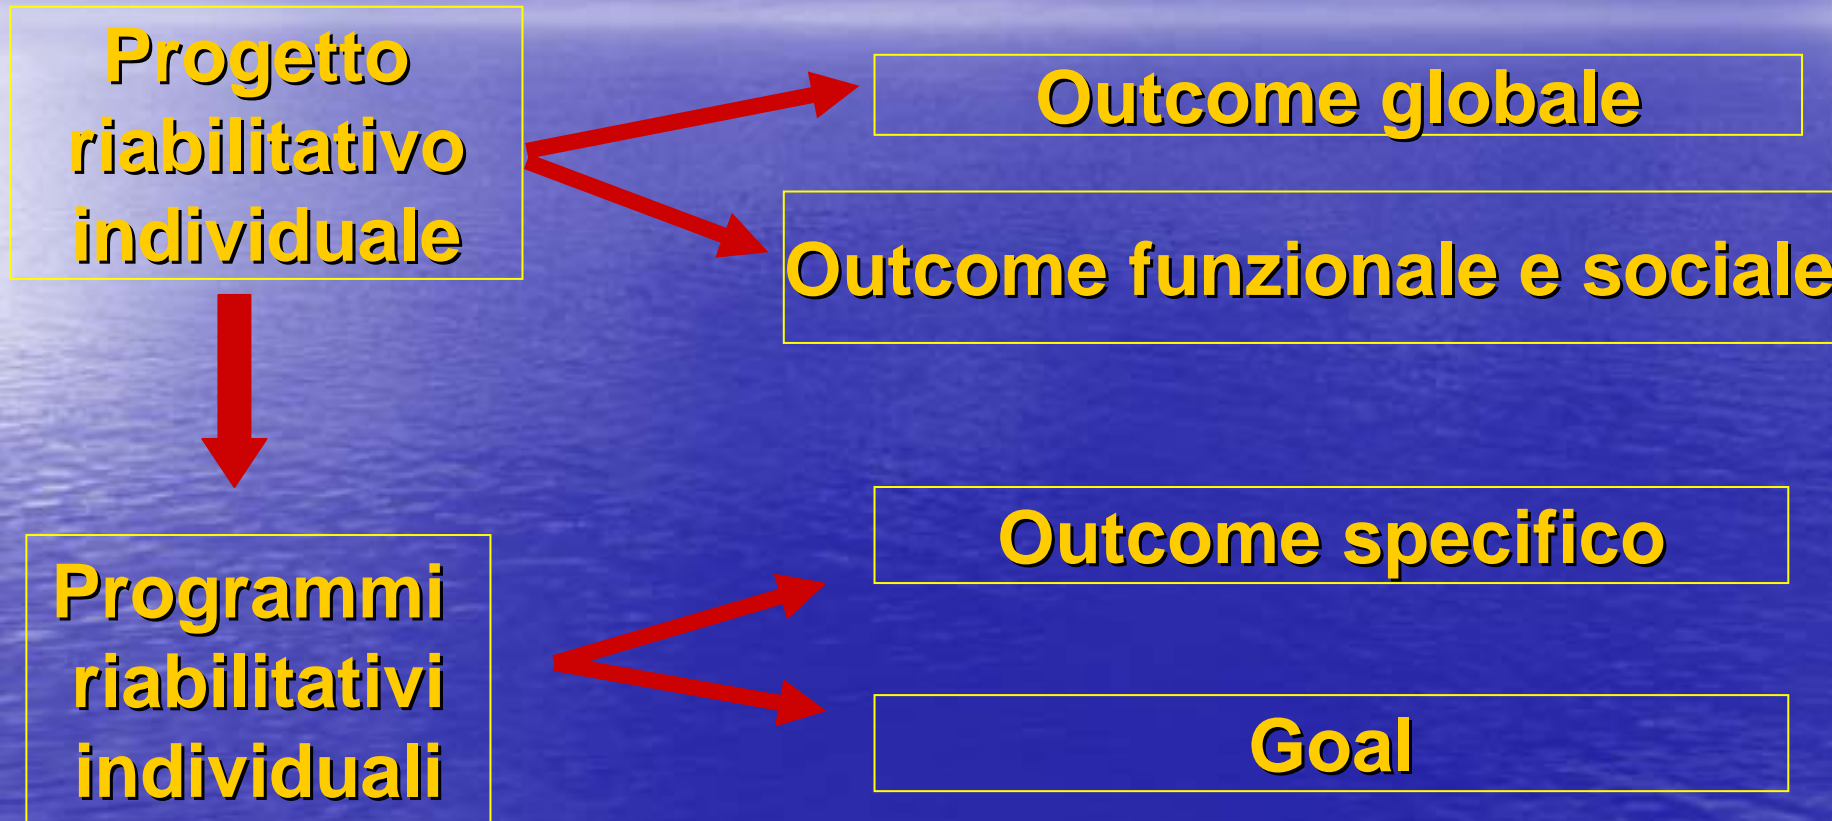 Progetto
riabilitativo
individuale
Outcome globale
Outcome funzionale e sociale
Programmi
riabilitativi
individuali
Outcome specifico
Goal